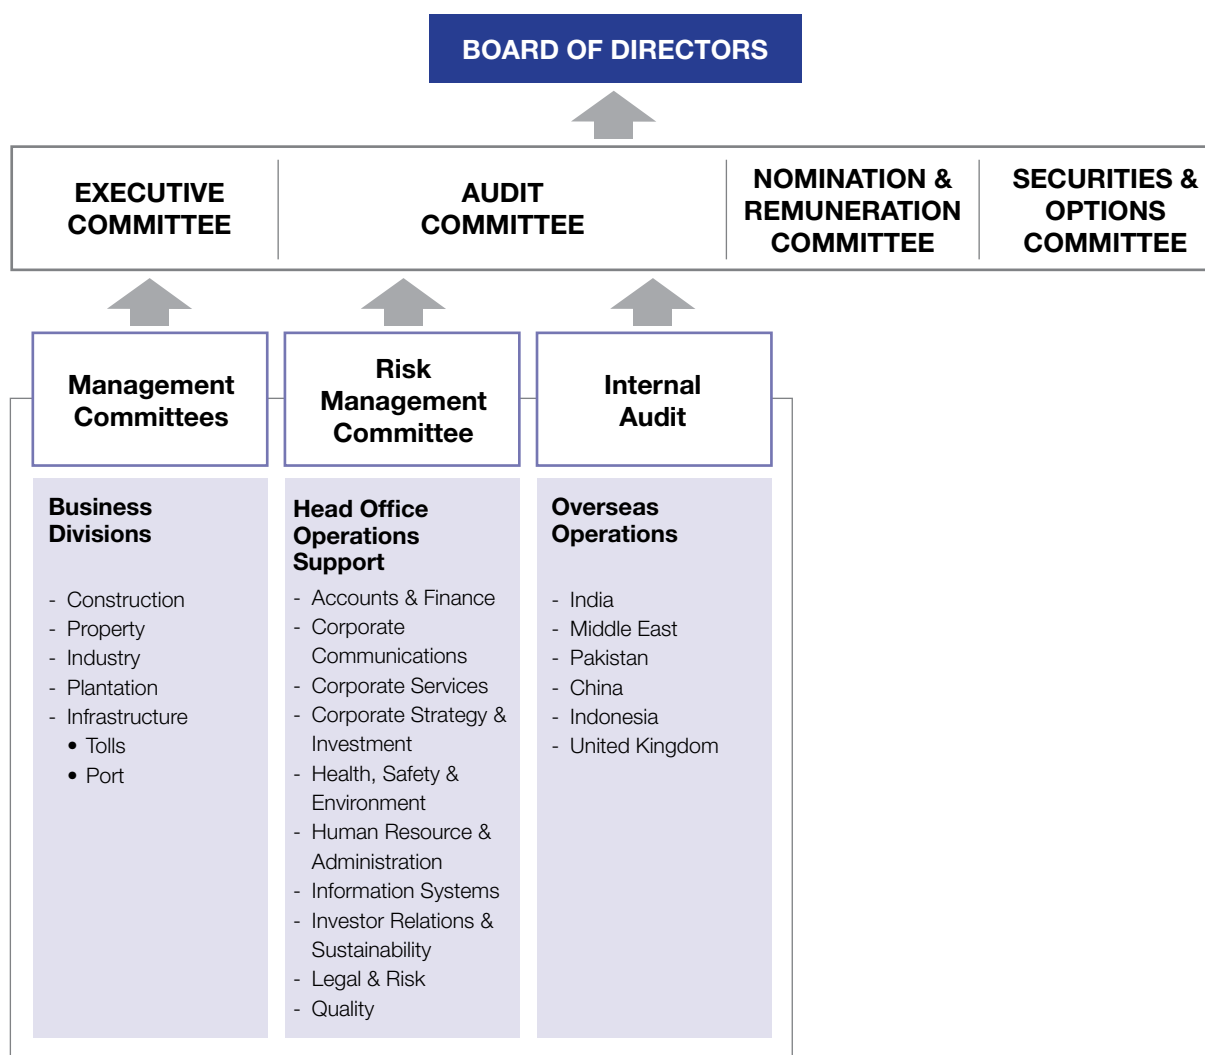 BOARD OF DIRECTORS
EXECUTIVE
COMMITTEE
AUDIT
COMMITTEE
NOMINATION &
REMUNERATION
COMMITTEE
SECURITIES &
OPTIONS
COMMITTEE
Management
Committees
Risk
Management
Committee
Internal
Audit
Business
Divisions
- Construction
- Property
- Industry
- Plantation
- Infrastructure
• Tolls
• Port
Head Office
Operations
Support
- Accounts & Finance
- Corporate
Communications
- Corporate Services
- Corporate Strategy &
Investment
- Health, Safety &
Environment
- Human Resource &
Administration
- Information Systems
- Investor Relations &
Sustainability
- Legal & Risk
- Quality
Overseas
Operations
- India
- Middle East
- Pakistan
- China
- Indonesia
- United Kingdom